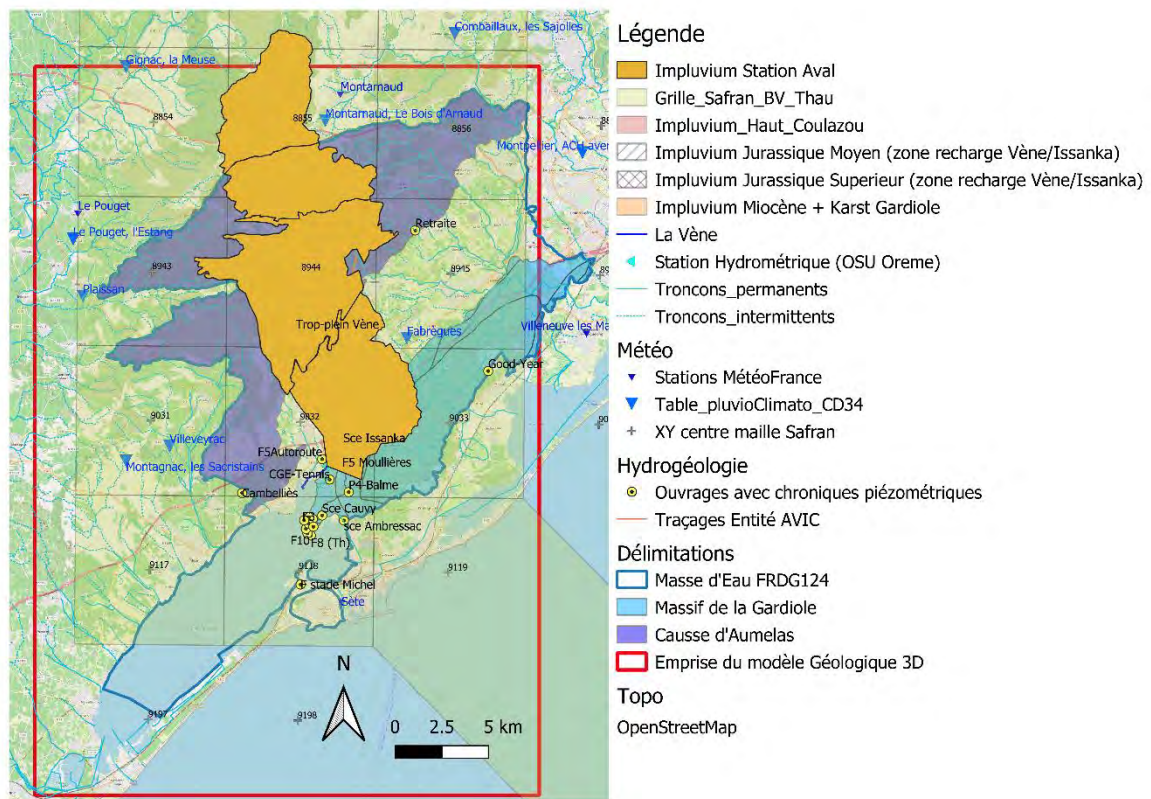 Combaillaux, les Sajolles
Gignac, la Meuse
Montarnaud
8854
8855
Montarnaud, Le Bois d'Arnaud
8856
Le Pouget
Le Pouget, l'Estang
Retraite
8943
8944
8945
Plaissan
Trop-plein Vène
Fabrègues
Villeneuve les Ma
Good-Year
9031
9033
Villeveyrac
Sce Issanka
F5Autoroute
F5 Moullières
Montagnac, les Sacristains
CGE-Tennis
Cambelliès
P4-Balme
Sce Cauvy
sce Ambressac
F10
F8 (Th)
9117
9118
9119
F stade Michel
Sète
N
9197
9198
0 2.5 5 km
Légende
Impluvium Station Aval
Grille_Safran_BV_Thau
Impluvium_Haut_Coulazou
Impluvium Jurassique Moyen (zone recharge Vène/Issanka)
Impluvium Jurassique Superieur (zone recharge Vène/Issanka)
Impluvium Miocène + Karst Gardiole
La Vène
Station Hydrométrique (OSU Oreme)
Troncons_permanents
Troncons_intermittents
Météo
Stations MétéoFrance
Table_pluvioClimato_CD34
XY centre maille Safran
Hydrogéologie
Ouvrages avec chroniques piézométriques
Traçages Entité AVIC
Délimitations
Masse d'Eau FRDG124
Massif de la Gardiole
Causse d'Aumelas
Emprise du modèle Géologique 3D
Topo
OpenStreetMap